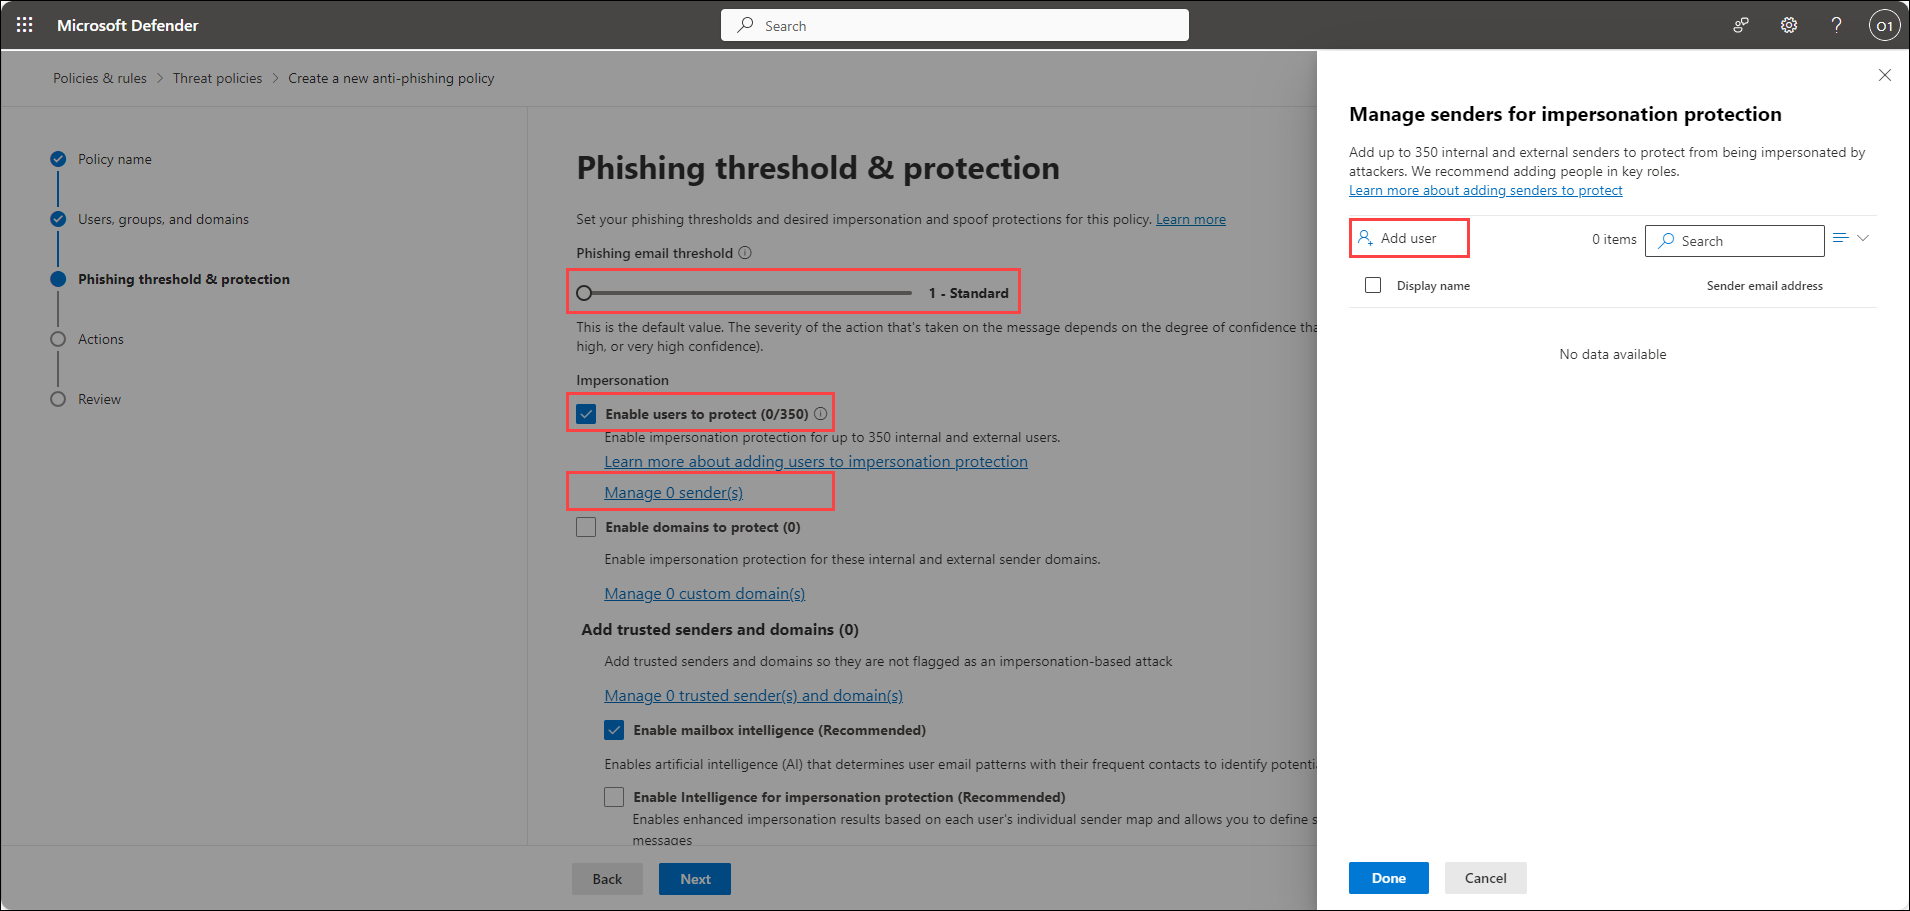 Microsoft Defender
Search
O1
Policies & rules
Threat policies
Create a new anti-phishing policy
Policy name
Users, groups, and domains
Phishing threshold & protection
Actions
Review
Phishing threshold & protection
Set your phishing thresholds and desired impersonation and spoof protections for this policy. Learn more
Phishing email threshold
1 - Standard
This is the default value. The severity of the action that's taken on the message depends on the degree of confidence
high, or very high confidence).
Impersonation
Enable users to protect (0/350)
Enable impersonation protection for up to 350 internal and external users.
Learn more about adding users to impersonation protection
Manage 0 sender(s)
Enable domains to protect (0)
Enable impersonation protection for these internal and external sender domains.
Manage 0 custom domain(s)
Add trusted senders and domains (0)
Add trusted senders and domains so they are not flagged as an impersonation-based attack
Manage 0 trusted sender(s) and domain(s)
Enable mailbox intelligence (Recommended)
Enables artificial intelligence (AI) that determines user email patterns with their frequent contacts to identify
Enable Intelligence for impersonation protection (Recommended)
Enables enhanced impersonation results based on each user's individual sender map and allows you to define
messages
Back
Next
Manage senders for impersonation protection
Add up to 350 internal and external senders to protect from being impersonated by
attackers. We recommend adding people in key roles.
Learn more about adding senders to protect
Add user
0 items
Search
Display name
Sender email address
No data available
Done
Cancel